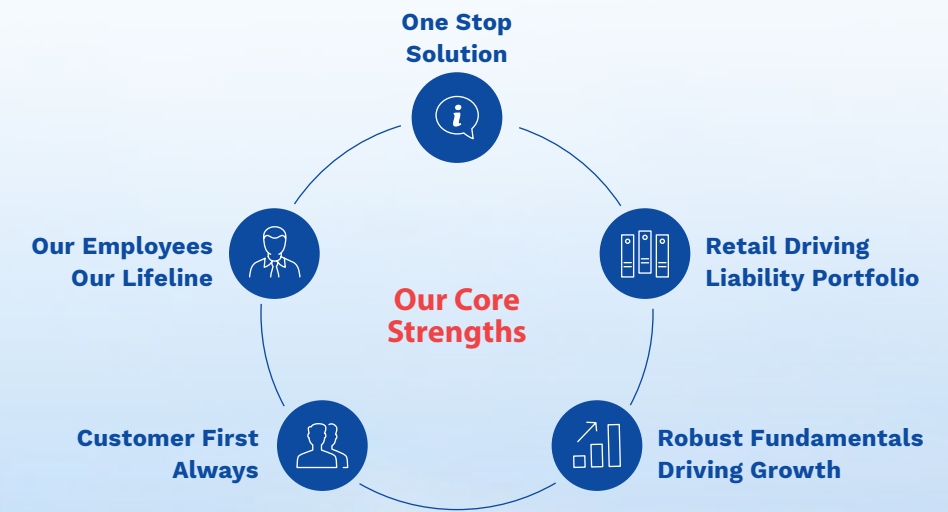 One Stop
Solution
Our Employees
Our Lifeline
Retail Driving
Liability Portfolio
Our Core
Strengths
Customer First
Always
Robust Fundamentals
Driving Growth